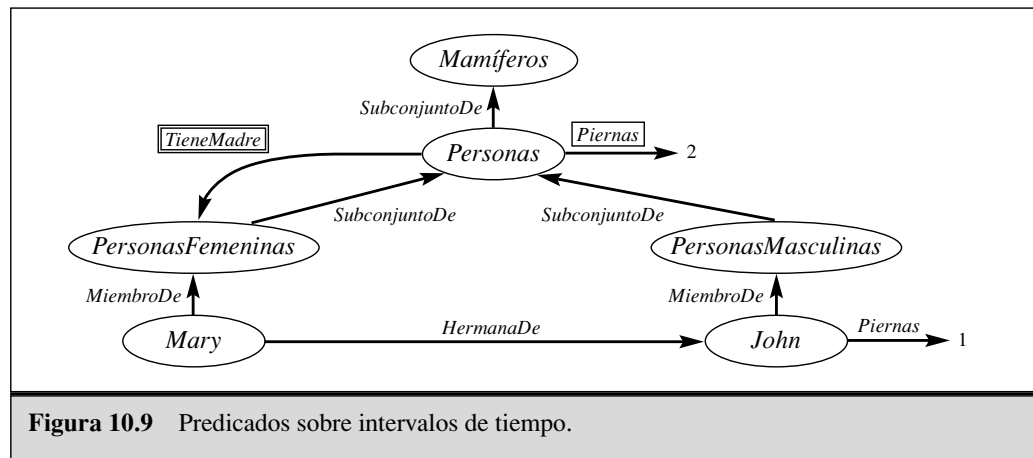 Mamíferos
SubconjuntoDe
TieneMadre
Personas
Piernas
2
SubconjuntoDe
SubconjuntoDe
PersonasFemeninas
PersonasMasculinas
MiembroDe
MiembroDe
Mary
HermanaDe
John
Piernas
1
Figura 10.9 Predicados sobre intervalos de tiempo.